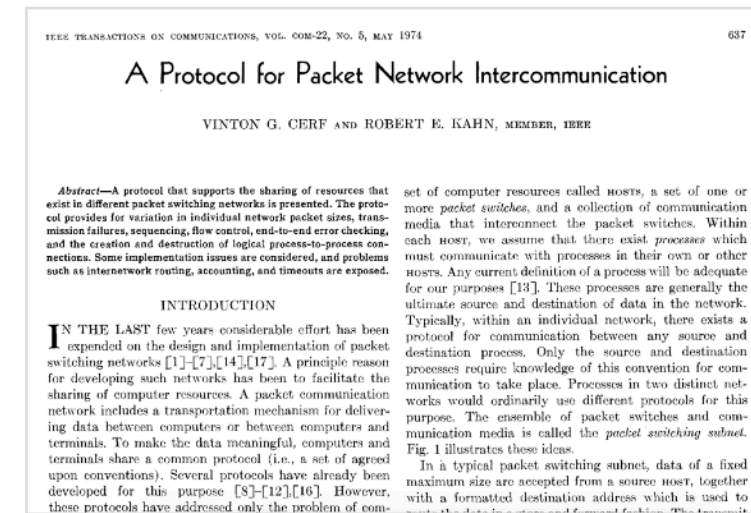 IEEE TRANSACTIONS ON COMMUNICATIONS, VOL. COM-22, NO. 5, MAY 1974 637
A Protocol for Packet Network Intercommunication
VINTON G. CERF AND ROBERT E. KAHN, MEMBER, IEEE
Abstract—A protocol that supports the sharing of resources that
exist in different packet switching networks is presented. The proto-
col provides for variation in individual network packet sizes, trans-
mission failures, sequencing, flow control, end-to-end error checking,
and the creation and destruction of logical process-to-process con-
nections. Some implementation issues are considered, and problems
such as internetwork routing, accounting, and timeouts are exposed.
INTRODUCTION
IN THE LAST few years considerable effort has been
expended on the design and implementation of packet
switching networks [1]-[7],[14],[17]. A principle reason
for developing such networks has been to facilitate the
sharing of computer resources. A packet communication
network includes a transportation mechanism for deliver-
ing data between computers or between computers and
terminals. To make the data meaningful, computers and
terminals share a common protocol (i.e., a set of agreed
upon conventions). Several protocols have already been
developed for this purpose [8]-[12],[16]. However,
these protocols have addressed only the problem of com-
set of computer resources called HOSTS, a set of one or
more packet switches, and a collection of communication
media that interconnect the packet switches. Within
each HOST, we assume that there exist processes which
must communicate with processes in their own or other
HOSTS. Any current definition of a process will be adequate
for our purposes [13]. These processes are generally the
ultimate source and destination of data in the network.
Typically, within an individual network, there exists a
protocol for communication between any source and
destination process. Only the source and destination
processes require knowledge of this convention for com-
munication to take place. Processes in two distinct net-
works would ordinarily use different protocols for this
purpose. The ensemble of packet switches and com-
munication media is called the packet switching subnet.
Fig. 1 illustrates these ideas.
In a typical packet switching subnet, data of a fixed
maximum size are accepted from a source HOST, together
with a formatted destination address which is used to